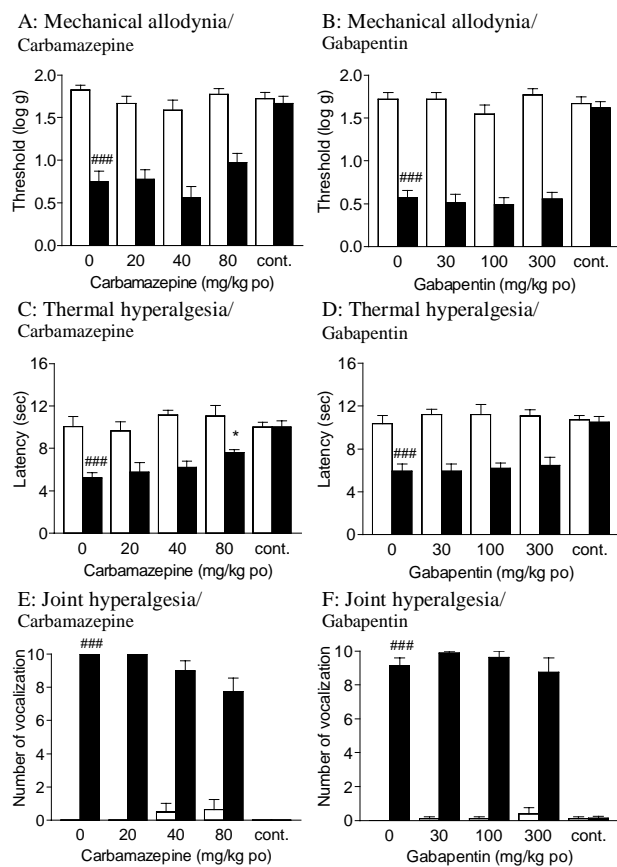 A: Mechanical allodynia/
Carbamazepine
2.0
1.5
1.0
0.5
0.0
Threshold (log g)
###
0 20 40 80 cont.
Carbamazepine (mg/kg po)
B: Mechanical allodynia/
Gabapentin
2.0
1.5
1.0
0.5
0.0
Threshold (log g)
###
0 30 100 300 cont.
Gabapentin (mg/kg po)
C: Thermal hyperalgesia/
Carbamazepine
16
12
8
4
0
Latency (sec)
###
*
0 20 40 80 cont.
Carbamazepine (mg/kg po)
D: Thermal hyperalgesia/
Gabapentin
16
12
8
4
0
Latency (sec)
###
0 30 100 300 cont.
Gabapentin (mg/kg po)
E: Joint hyperalgesia/
Carbamazepine
###
10
8
6
4
2
0
Number of vocalization
0 20 40 80 cont.
Carbamazepine (mg/kg po)
F: Joint hyperalgesia/
Gabapentin
###
10
8
6
4
2
0
Number of vocalization
0 30 100 300 cont.
Gabapentin (mg/kg po)